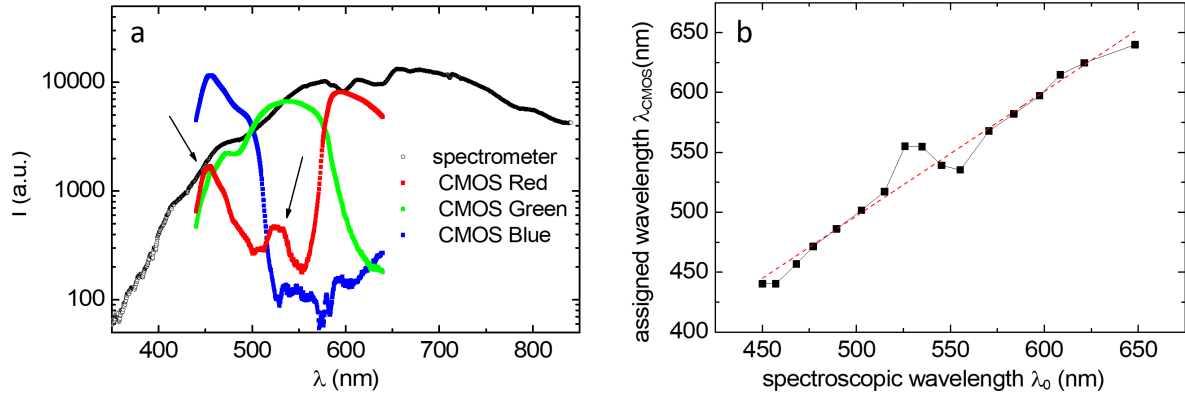 a
I (a.u.)
10000
1000
100
spectrometer
CMOS Red
CMOS Green
CMOS Blue
400 500 600 700 800
λ (nm)
b
assigned wavelength λCMOS(nm)
650
600
550
500
450
400
450 500 550 600 650
spectroscopic wavelength λ0 (nm)